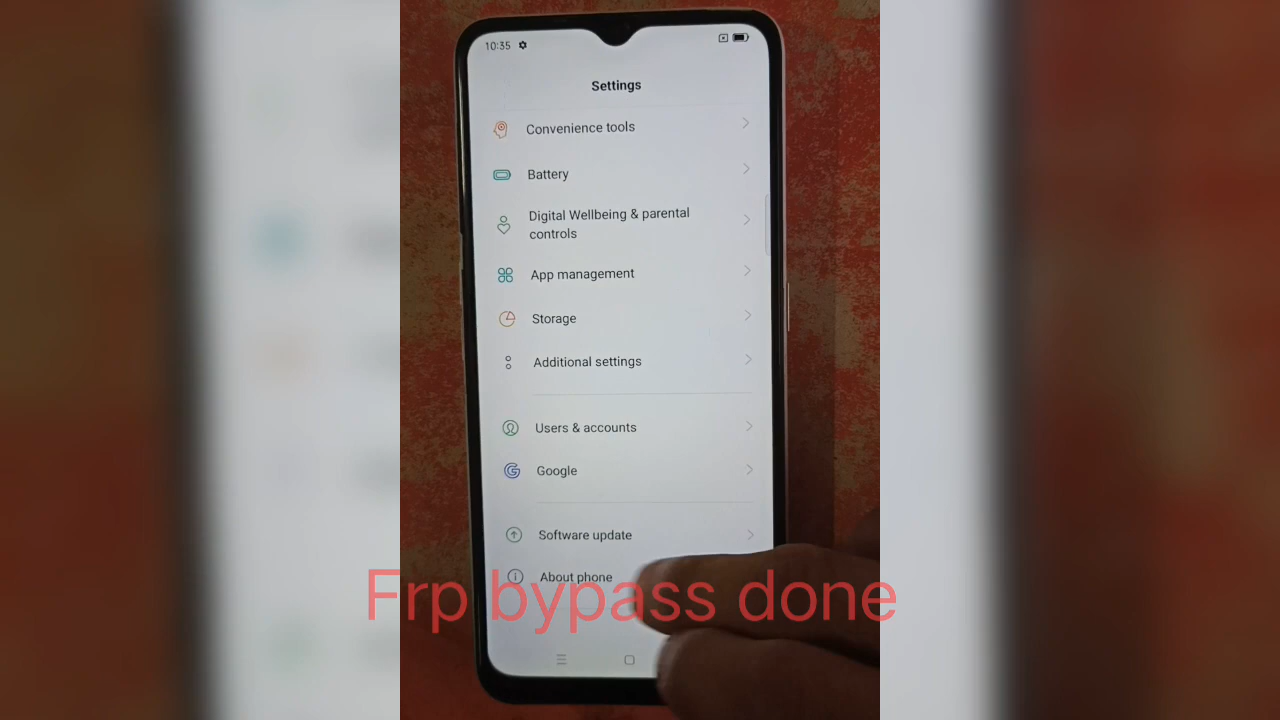 10:35
Settings
Convenience tools
Battery
Digital Wellbeing & parental
controls
App management
Storage
Additional settings
Users & accounts
Google
Software update
About phone
Frp bypass done